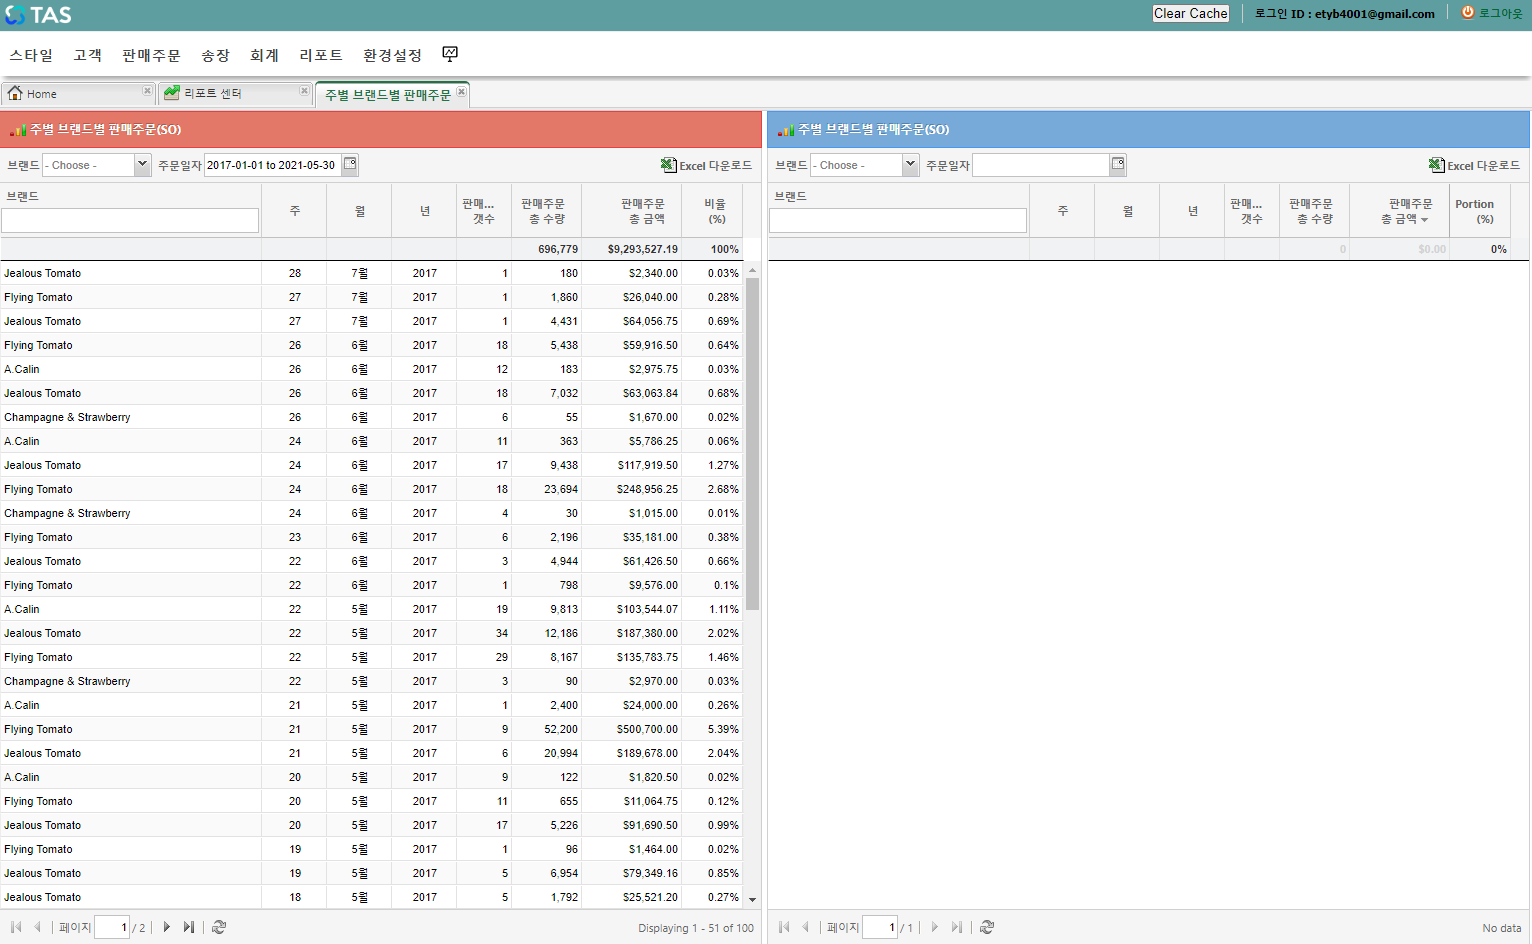 TAS
Clear Cache
로그인 ID : etyb4001@gmail.com
로그아웃
스타일 고객 판매주문 송장 회계 리포트 환경설정
Home
리포트 센터
주별 브랜드별 판매주문
주별 브랜드별 판매주문(SO)
브랜드 - Choose - 주문일자 2017-01-01 to 2021-05-30 Excel 다운로드
브랜드 주 월 년 판매... 갯수 판매주문 총 수량 판매주문 총 금액 비율 (%)
696,779 $9,293,527.19 100%
Jealous Tomato 28 7월 2017 1 180 $2,340.00 0.03%
Flying Tomato 27 7월 2017 1 1,860 $26,040.00 0.28%
Jealous Tomato 27 7월 2017 1 4,431 $64,056.75 0.69%
Flying Tomato 26 6월 2017 18 5,438 $59,916.50 0.64%
A.Calin 26 6월 2017 12 183 $2,975.75 0.03%
Jealous Tomato 26 6월 2017 18 7,032 $63,063.84 0.68%
Champagne & Strawberry 26 6월 2017 6 55 $1,670.00 0.02%
A.Calin 24 6월 2017 11 363 $5,786.25 0.06%
Jealous Tomato 24 6월 2017 17 9,438 $117,919.50 1.27%
Flying Tomato 24 6월 2017 18 23,694 $248,956.25 2.68%
Champagne & Strawberry 24 6월 2017 4 30 $1,015.00 0.01%
Flying Tomato 23 6월 2017 6 2,196 $35,181.00 0.38%
Jealous Tomato 22 6월 2017 3 4,944 $61,426.50 0.66%
Flying Tomato 22 6월 2017 1 798 $9,576.00 0.1%
A.Calin 22 5월 2017 19 9,813 $103,544.07 1.11%
Jealous Tomato 22 5월 2017 34 12,186 $187,380.00 2.02%
Flying Tomato 22 5월 2017 29 8,167 $135,783.75 1.46%
Champagne & Strawberry 22 5월 2017 3 90 $2,970.00 0.03%
A.Calin 21 5월 2017 1 2,400 $24,000.00 0.26%
Flying Tomato 21 5월 2017 9 52,200 $500,700.00 5.39%
Jealous Tomato 21 5월 2017 6 20,994 $189,678.00 2.04%
A.Calin 20 5월 2017 9 122 $1,820.50 0.02%
Flying Tomato 20 5월 2017 11 655 $11,064.75 0.12%
Jealous Tomato 20 5월 2017 17 5,226 $91,690.50 0.99%
Flying Tomato 19 5월 2017 1 96 $1,464.00 0.02%
Jealous Tomato 19 5월 2017 5 6,954 $79,349.16 0.85%
Jealous Tomato 18 5월 2017 5 1,792 $25,521.20 0.27%
페이지 1 / 2 Displaying 1 - 51 of 100
주별 브랜드별 판매주문(SO)
브랜드 - Choose - 주문일자 Excel 다운로드
브랜드 주 월 년 판매... 갯수 판매주문 총 수량 판매주문 총 금액 Portion (%)
0 $0.00 0%
페이지 1 / 1 No data